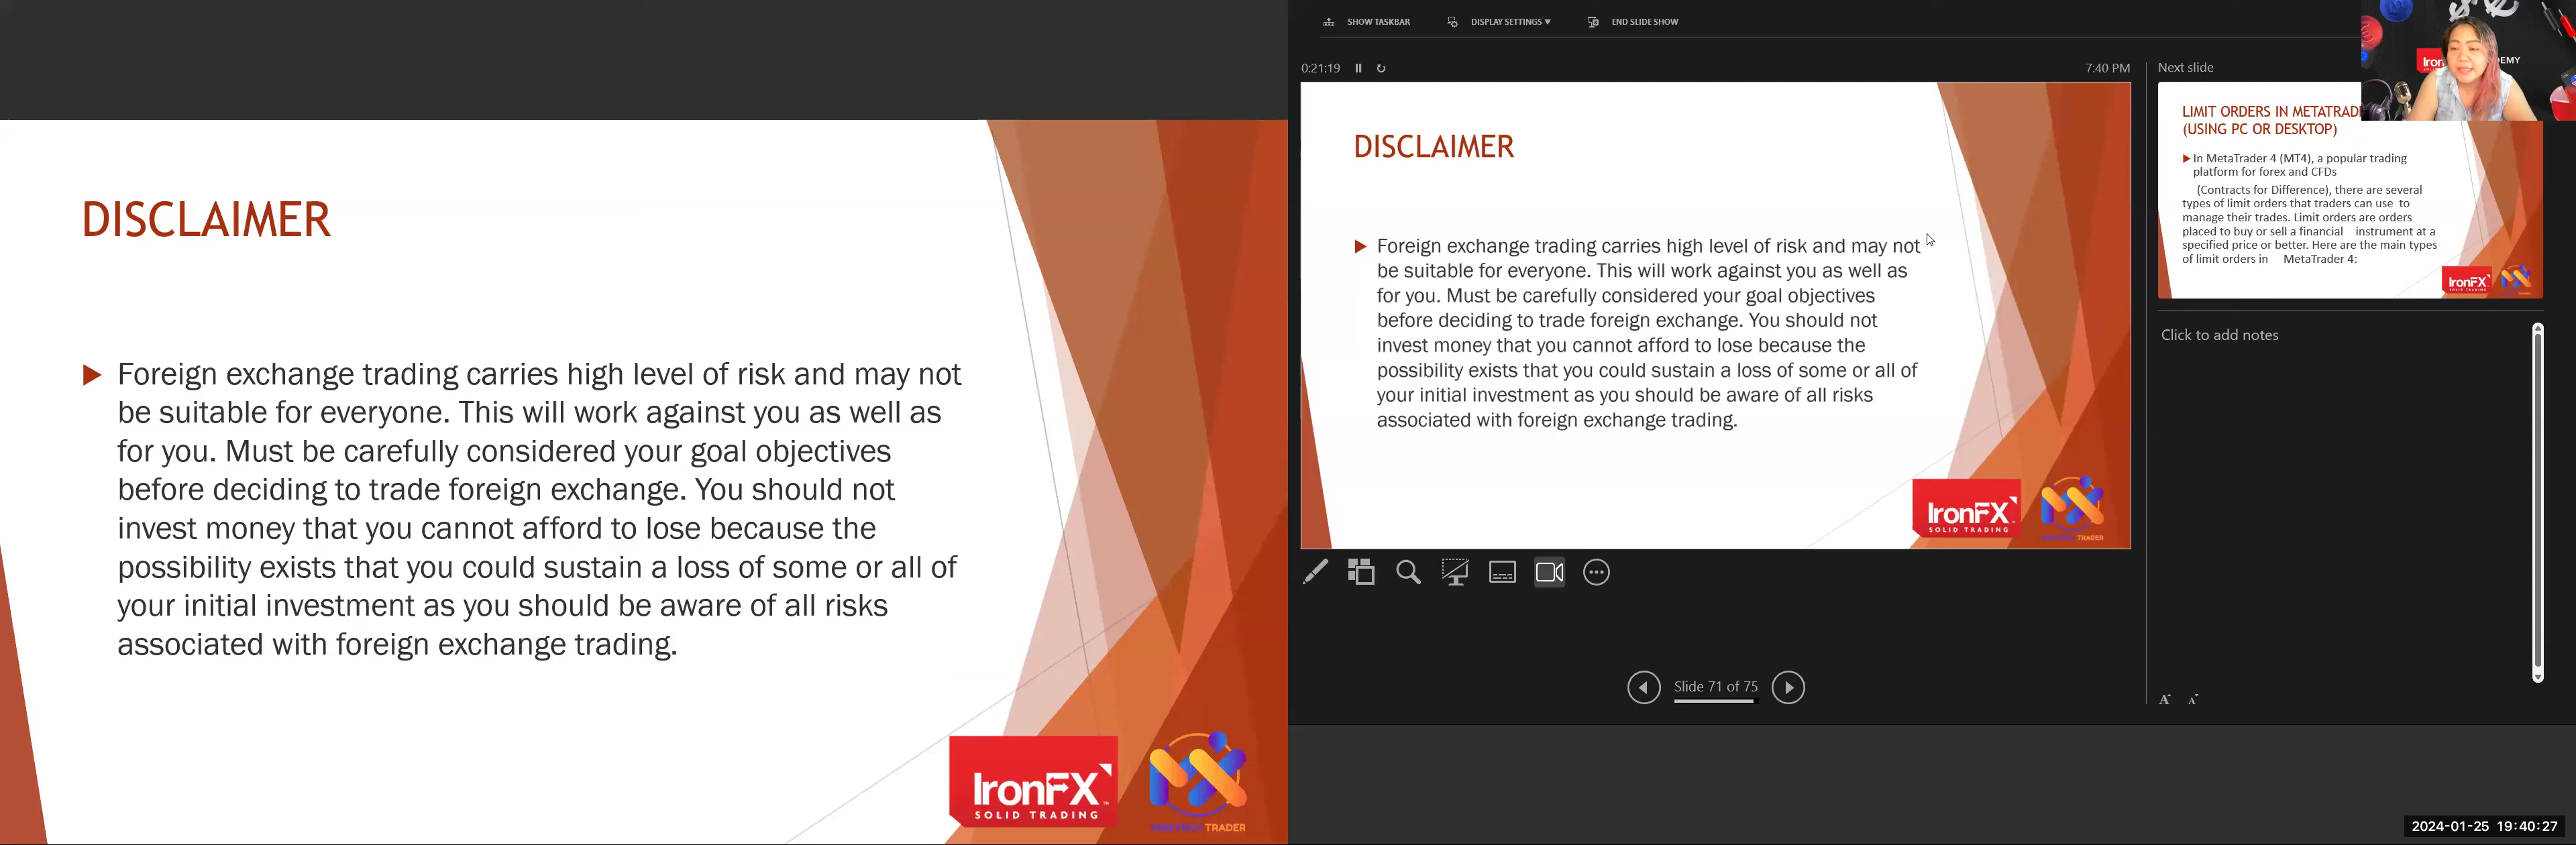 DISCLAIMER
Foreign exchange trading carries high level of risk and may not
be suitable for everyone. This will work against you as well as
for you. Must be carefully considered your goal objectives
before deciding to trade foreign exchange. You should not
invest money that you cannot afford to lose because the
possibility exists that you could sustain a loss of some or all of
your initial investment as you should be aware of all risks
associated with foreign exchange trading.
IronFX
SOLID TRADING
TRADER
SHOW TASKBAR
DISPLAY SETTINGS
END SLIDE SHOW
0:21:19
7:40 PM
DISCLAIMER
Foreign exchange trading carries high level of risk and may not
be suitable for everyone. This will work against you as well as
for you. Must be carefully considered your goal objectives
before deciding to trade foreign exchange. You should not
invest money that you cannot afford to lose because the
possibility exists that you could sustain a loss of some or all of
your initial investment as you should be aware of all risks
associated with foreign exchange trading.
IronFX
SOLID TRADING
TRADER
Slide 71 of 75
Next slide
LIMIT ORDERS IN METATRADE
(USING PC OR DESKTOP)
In MetaTrader 4 (MT4), a popular trading
platform for forex and CFDs
(Contracts for Difference), there are several
types of limit orders that traders can use to
manage their trades. Limit orders are orders
placed to buy or sell a financial instrument at a
specified price or better. Here are the main types
of limit orders in MetaTrader 4:
IronFX
SOLID TRADING
Click to add notes
2024-01-25 19:40:27